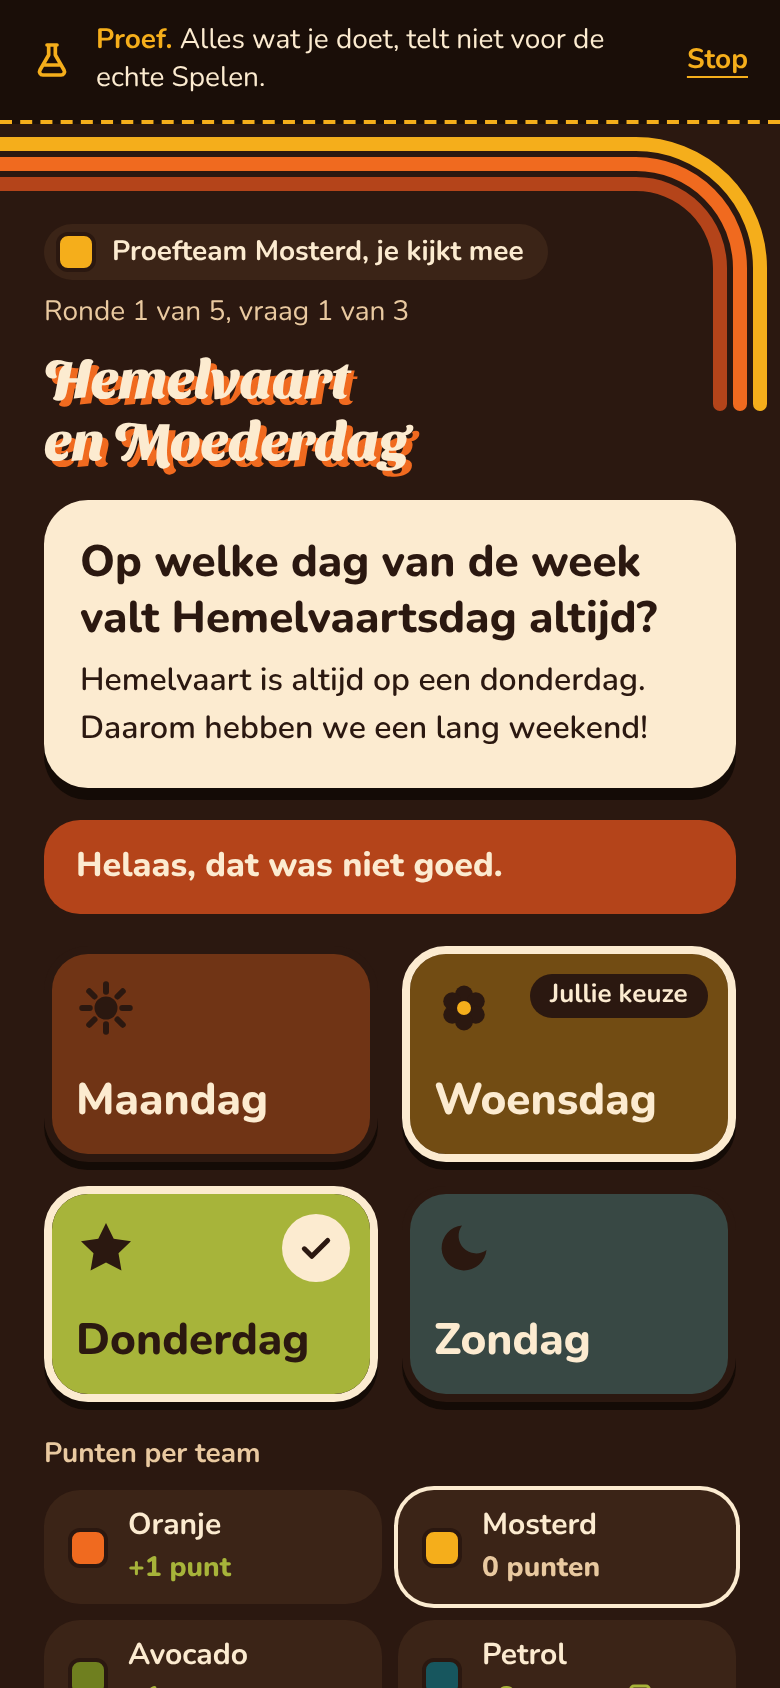 Proef. Alles wat je doet, telt niet voor de
echte Spelen.
Stop
Proefteam Mosterd, je kijkt mee
Ronde 1 van 5, vraag 1 van 3
Hemelvaart
en Moederdag
Op welke dag van de week
valt Hemelvaartsdag altijd?
Hemelvaart is altijd op een donderdag.
Daarom hebben we een lang weekend!
Helaas, dat was niet goed.
Maandag
Jullie keuze
Woensdag
Donderdag
Zondag
Punten per team
Oranje
+1 punt
Mosterd
0 punten
Avocado
Petrol